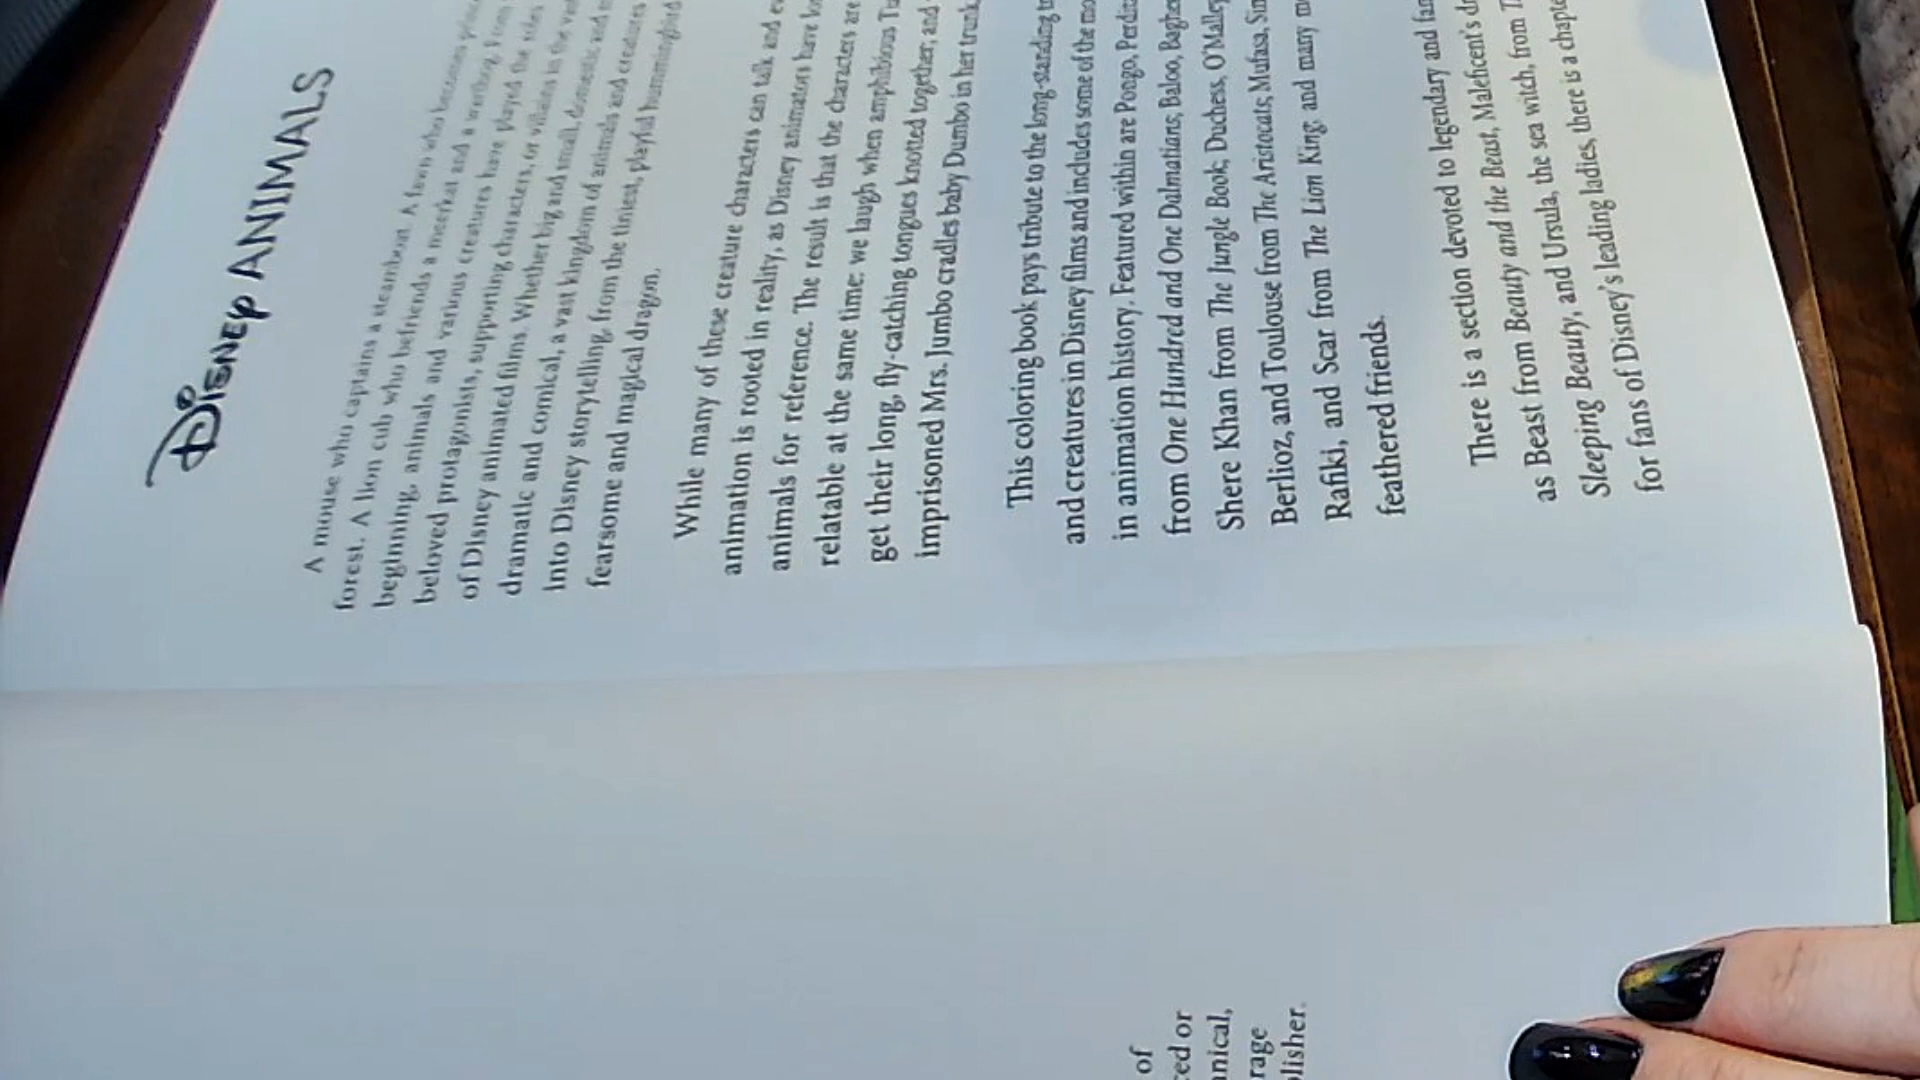 DISNEY ANIMALS
A mouse who captains a steamboat. A fawn who becomes
forest. A lion cub who befriends a meerkat and a warthog. From
beginning, animals and various creatures have played the roles
beloved protagonists, supporting characters, or villains in the
of Disney animated films. Whether big and small, domestic and
dramatic and comical, a vast kingdom of animals and creatures
into Disney storytelling, from the tiniest, playful hummingbird
fearsome and magical dragon.
While many of these creature characters can talk and
animation is rooted in reality, as Disney animators have
animals for reference. The result is that the characters are
relatable at the same time: we laugh when amphibious
get their long, fly-catching tongues knotted together; and
imprisoned Mrs. Jumbo cradles baby Dumbo in her trunk,
This coloring book pays tribute to the long-standing
and creatures in Disney films and includes some of the
in animation history. Featured within are Pongo,
from One Hundred and One Dalmatians; Baloo,
Shere Khan from The Jungle Book; Duchess, O'Malley
Berlioz, and Toulouse from The Aristocats; Mufasa,
Rafiki, and Scar from The Lion King; and many
feathered friends.
There is a section devoted to legendary and
as Beast from Beauty and the Beast, Maleficent's
Sleeping Beauty, and Ursula, the sea witch, from
for fans of Disney's leading ladies, there is a
of
or
lisher.